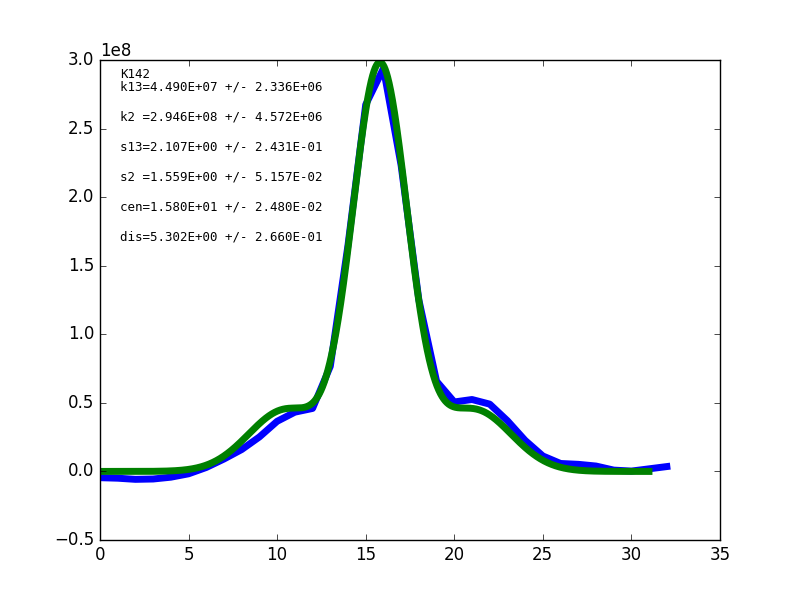 1e8
3.0
K142
k13=4.490E+07 +/- 2.336E+06
k2 =2.946E+08 +/- 4.572E+06
2.5
s13=2.107E+00 +/- 2.431E-01
s2 =1.559E+00 +/- 5.157E-02
2.0
cen=1.580E+01 +/- 2.480E-02
dis=5.302E+00 +/- 2.660E-01
1.5
1.0
0.5
0.0
−0.5
0 5 10 15 20 25 30 35